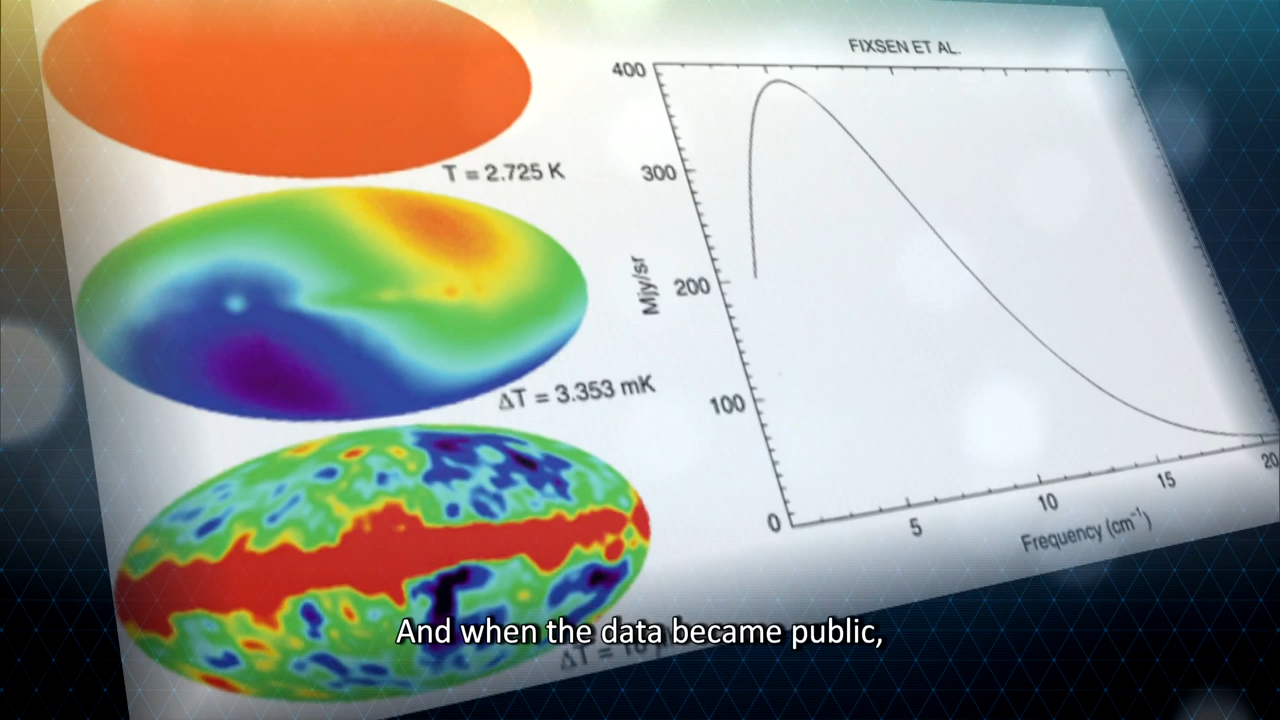 FIXSEN ET AL.
T = 2.725 K
ΔT = 3.353 mK
ΔT =
400
300
200
100
0
Mjy/sr
5
10
15
20
Frequency (cm⁻¹)
And when the data became public,